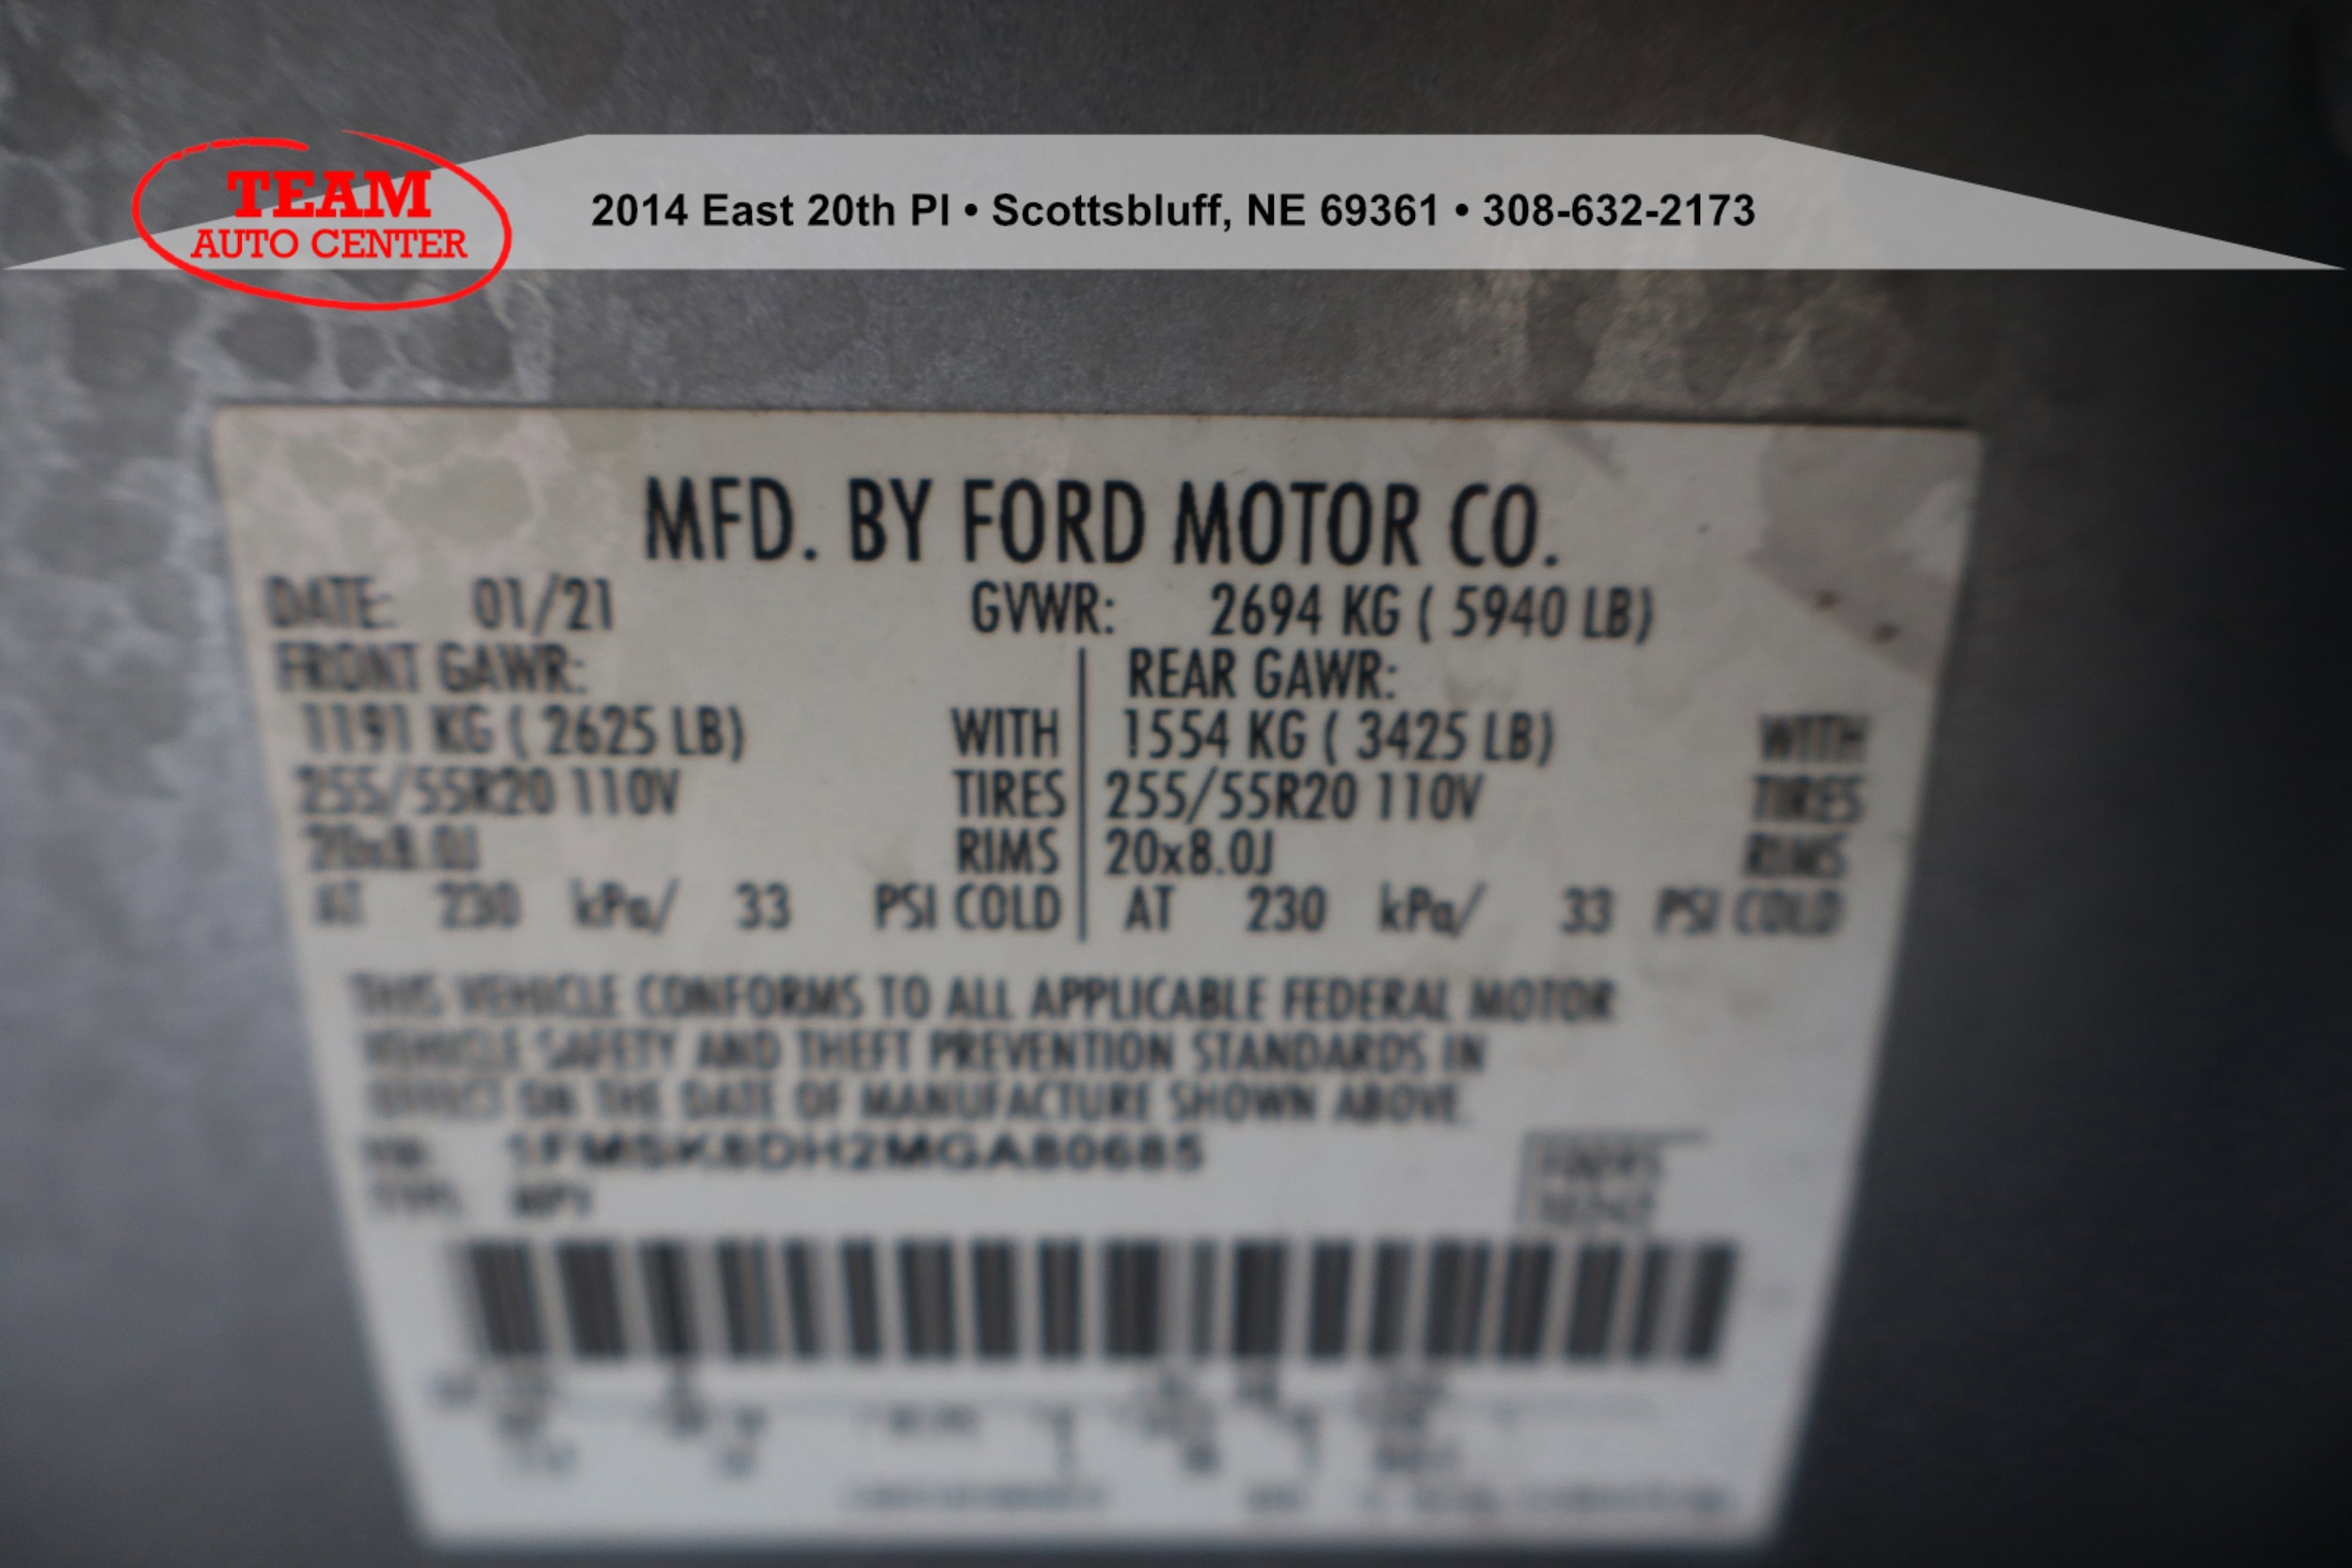 TEAM
AUTO CENTER
2014 East 20th Pl • Scottsbluff, NE 69361 • 308-632-2173
MFD. BY FORD MOTOR CO.
DATE: 01/21 GVWR: 2694 KG ( 5940 LB)
FRONT GAWR: REAR GAWR:
1191 KG ( 2625 LB) WITH 1554 KG ( 3425 LB) WITH
255/55R20 110V TIRES 255/55R20 110V TIRES
20x8.0J RIMS 20x8.0J RIMS
AT 230 kPa/ 33 PSI COLD AT 230 kPa/ 33 PSI COLD
THIS VEHICLE CONFORMS TO ALL APPLICABLE FEDERAL MOTOR
VEHICLE SAFETY AND THEFT PREVENTION STANDARDS IN
EFFECT ON THE DATE OF MANUFACTURE SHOWN ABOVE.
VIN: 1FM5K8DH2MGA80685
TYPE: MPV